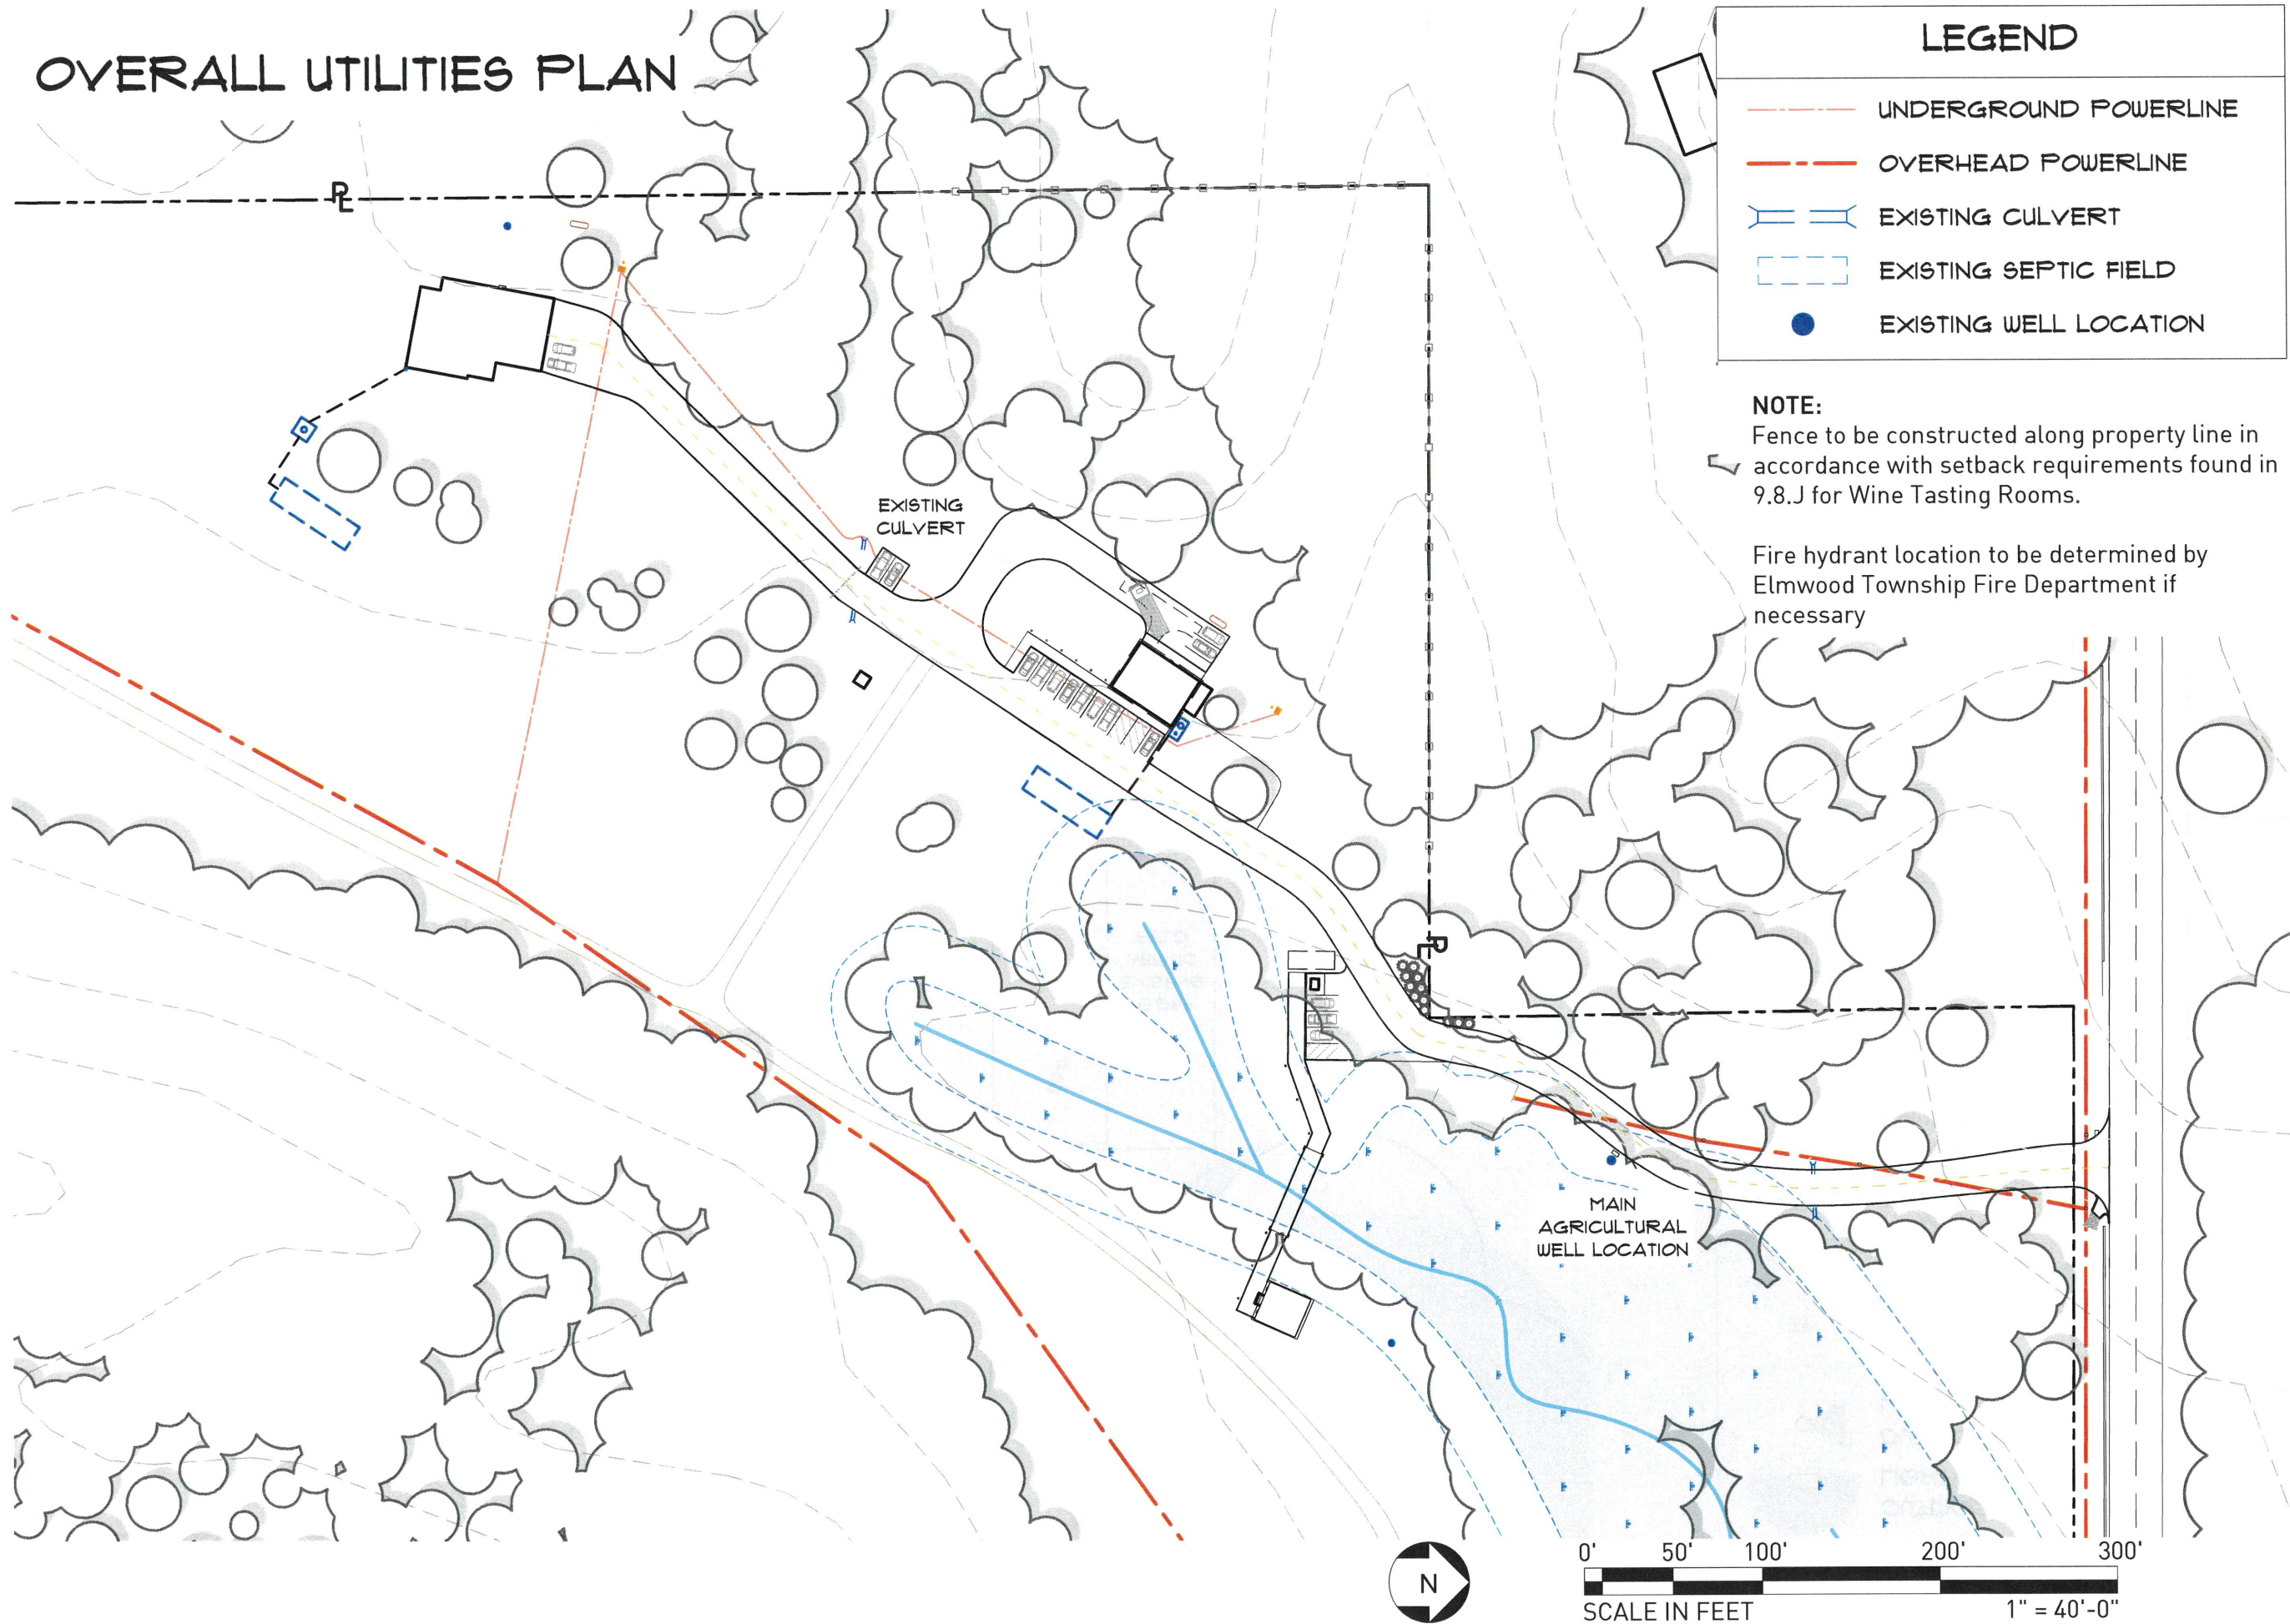 OVERALL UTILITIES PLAN
LEGEND
UNDERGROUND POWERLINE
OVERHEAD POWERLINE
EXISTING CULVERT
EXISTING SEPTIC FIELD
EXISTING WELL LOCATION
NOTE:
Fence to be constructed along property line in
accordance with setback requirements found in
9.8.J for Wine Tasting Rooms.
Fire hydrant location to be determined by
Elmwood Township Fire Department if
necessary
PL
EXISTING
CULVERT
PL
MAIN
AGRICULTURAL
WELL LOCATION
N
0' 50' 100' 200' 300'
SCALE IN FEET 1" = 40'-0"